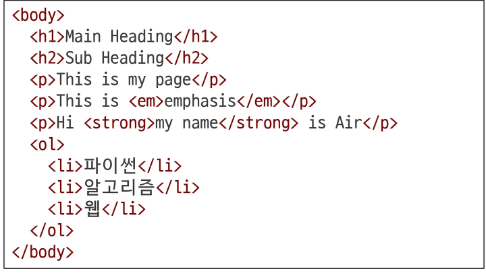 <body>
<h1>Main Heading</h1>
<h2>Sub Heading</h2>
<p>This is my page</p>
<p>This is <em>emphasis</em></p>
<p>Hi <strong>my name</strong> is Air</p>
<ol>
<li>파이썬</li>
<li>알고리즘</li>
<li>웹</li>
</ol>
</body>